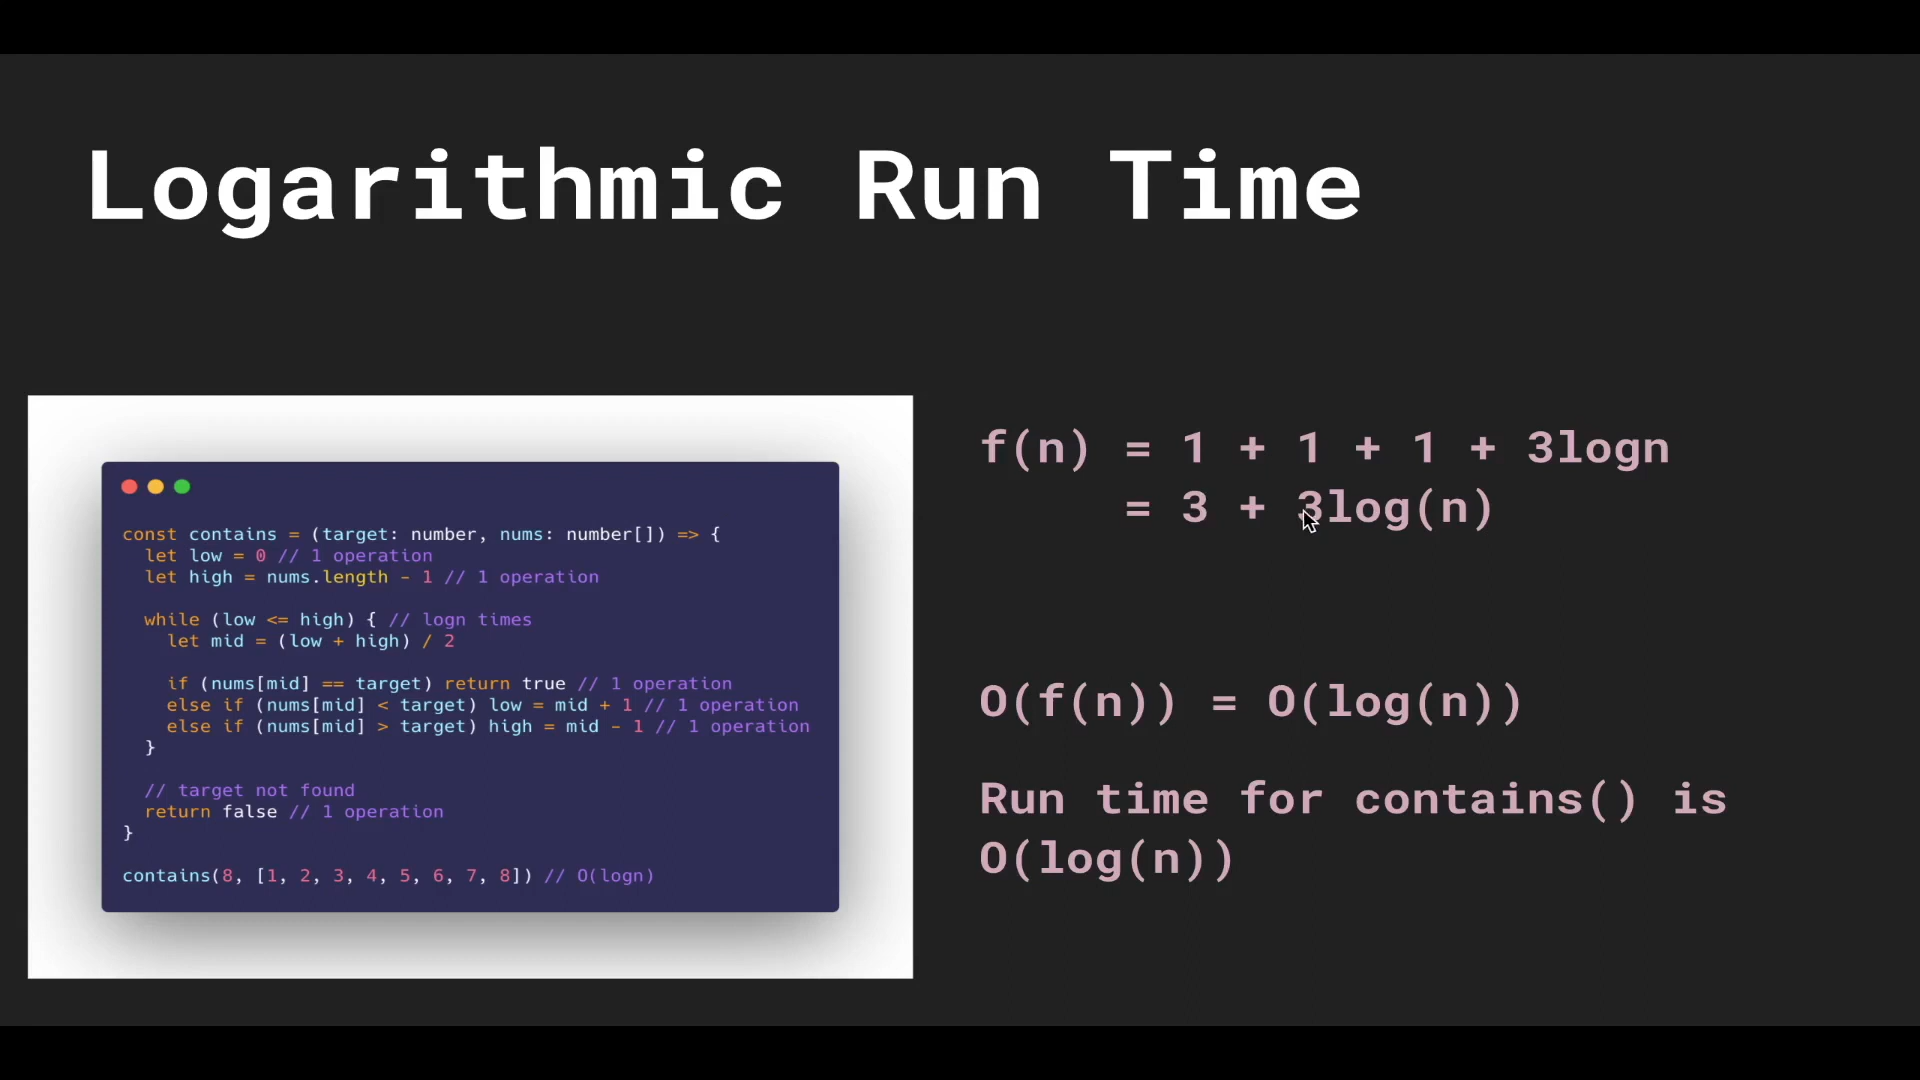 Logarithmic Run Time
const contains = (target: number, nums: number[]) => {
let low = 0 // 1 operation
let high = nums.length - 1 // 1 operation
while (low <= high) { // logn times
let mid = (low + high) / 2
if (nums[mid] == target) return true // 1 operation
else if (nums[mid] < target) low = mid + 1 // 1 operation
else if (nums[mid] > target) high = mid - 1 // 1 operation
}
// target not found
return false // 1 operation
}
contains(8, [1, 2, 3, 4, 5, 6, 7, 8]) // O(logn)
f(n) = 1 + 1 + 1 + 3logn
= 3 + 3log(n)
O(f(n)) = O(log(n))
Run time for contains() is
O(log(n))